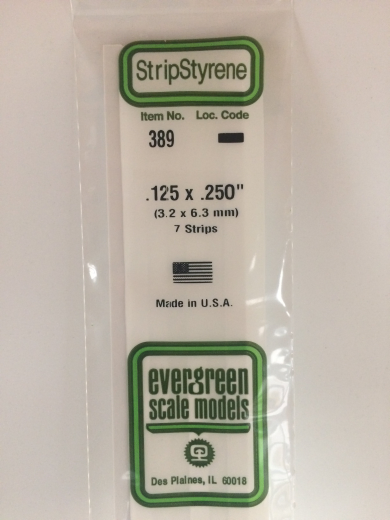 StripStyrene
Item No. Loc. Code
389
.125 x .250"
(3.2 x 6.3 mm)
7 Strips
Made in U.S.A.
evergreen
scale models
Des Plaines, IL 60018